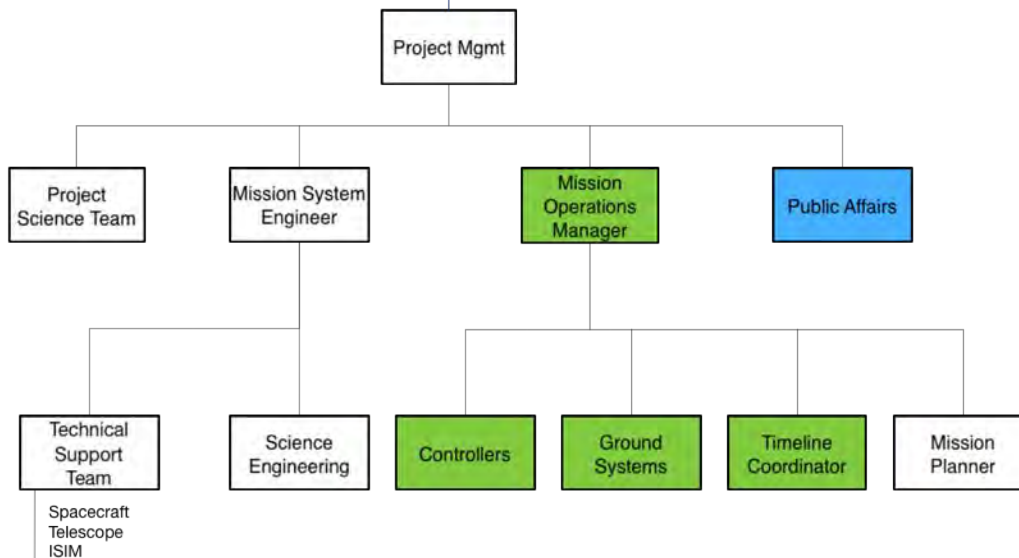 Project Mgmt
Project
Science Team
Mission System
Engineer
Mission
Operations
Manager
Public Affairs
Technical
Support
Team
Science
Engineering
Controllers
Ground
Systems
Timeline
Coordinator
Mission
Planner
Spacecraft
Telescope
ISIM